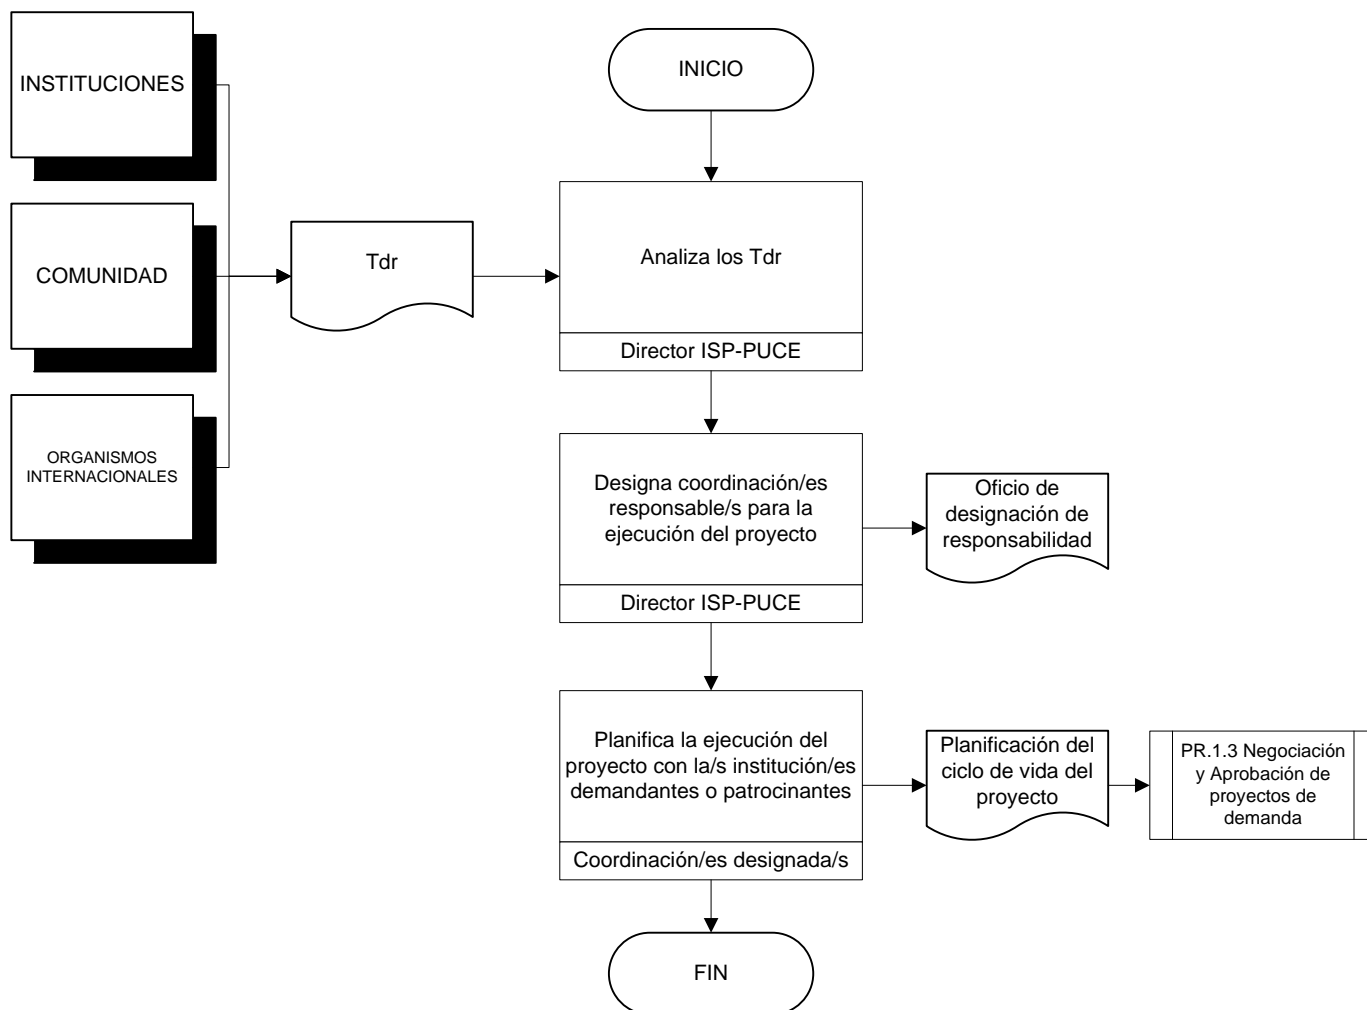 INSTITUCIONES
COMUNIDAD
ORGANISMOS
INTERNACIONALES
Tdr
INICIO
Analiza los Tdr
Director ISP-PUCE
Designa coordinación/es
responsable/s para la
ejecución del proyecto
Director ISP-PUCE
Oficio de
designación de
responsabilidad
Planifica la ejecución del
proyecto con la/s institución/es
demandantes o patrocinantes
Coordinación/es designada/s
Planificación del
ciclo de vida del
proyecto
PR.1.3 Negociación
y Aprobación de
proyectos de
demanda
FIN